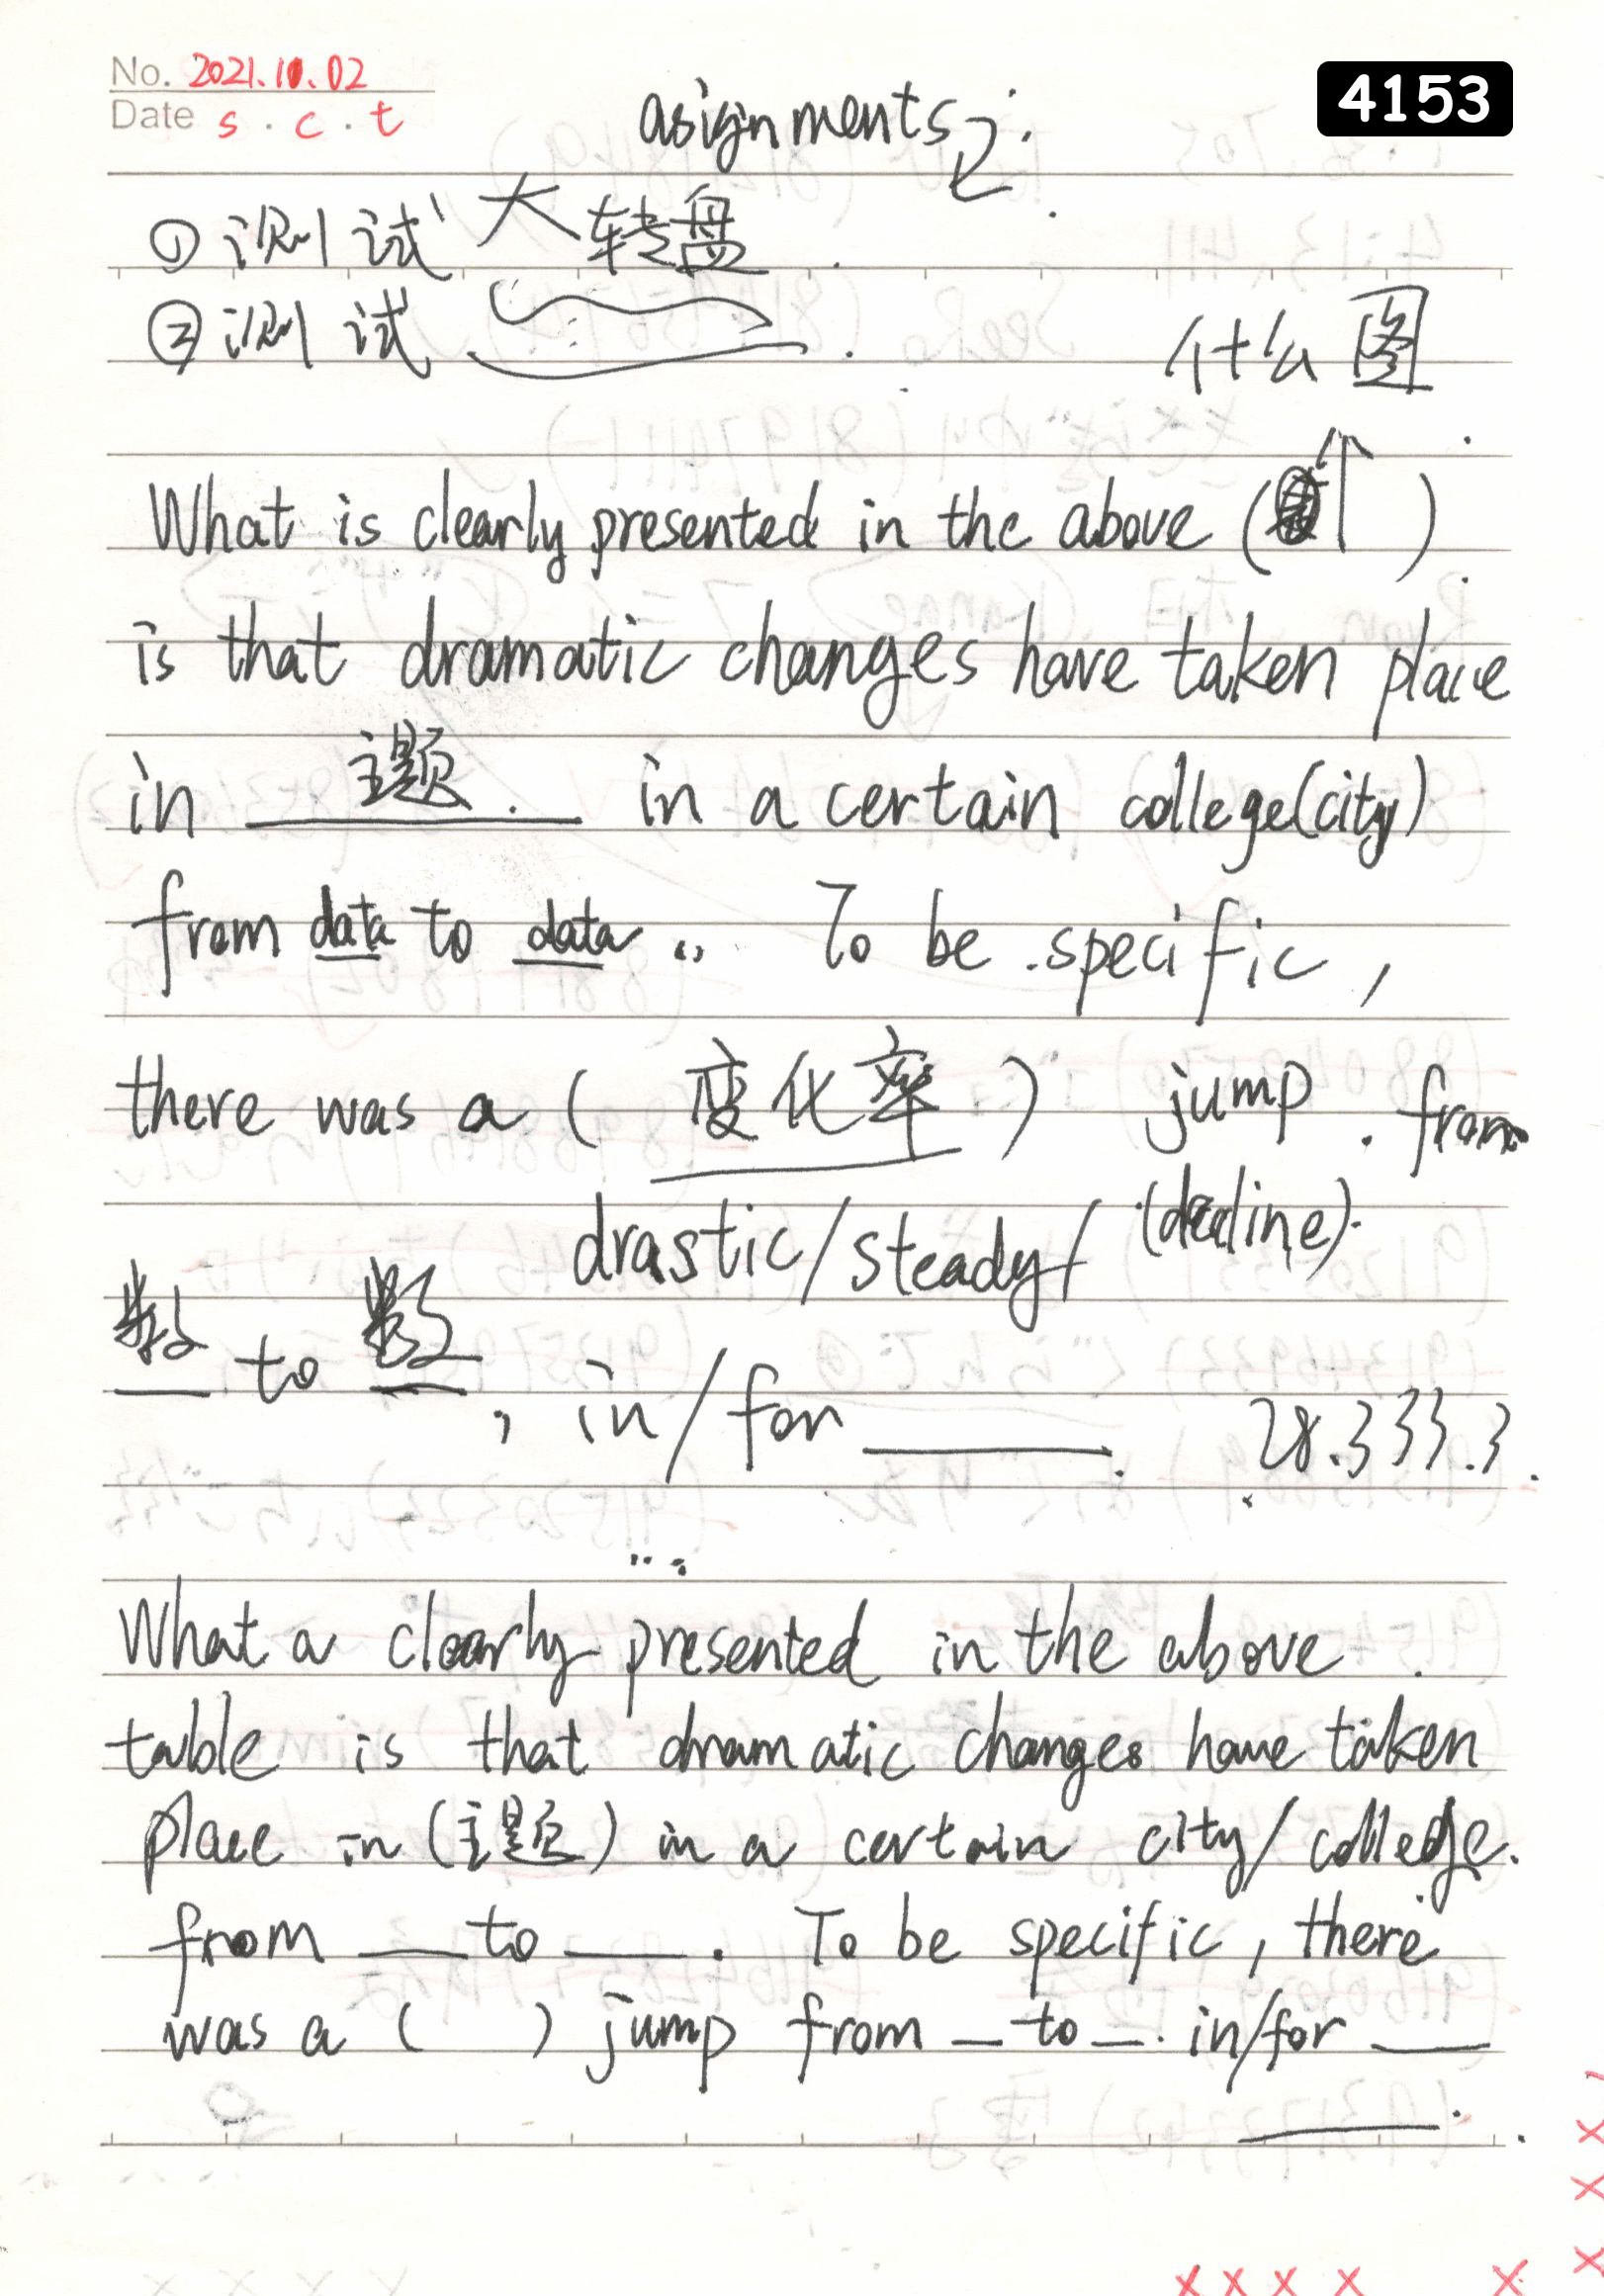 No. 2021.10.02
4153
Date s.c.t
asignments
① 测试 大转盘
② 测试
什么图
What is clearly presented in the above ( )
is that dramatic changes have taken place
in 主题. in a certain college(city)
from data to data. To be specific,
there was a (变化率) jump from
drastic/steady/ (decline).
数 to 数, in/for ____.
28.333.3.
What a clearly presented in the above
table is that dramatic changes have taken
place in (主题) in a certain city/colledge.
from __ to __. To be specific, there
was a ( ) jump from _ to _. in/for __
____.
x
x
x
x x x x x